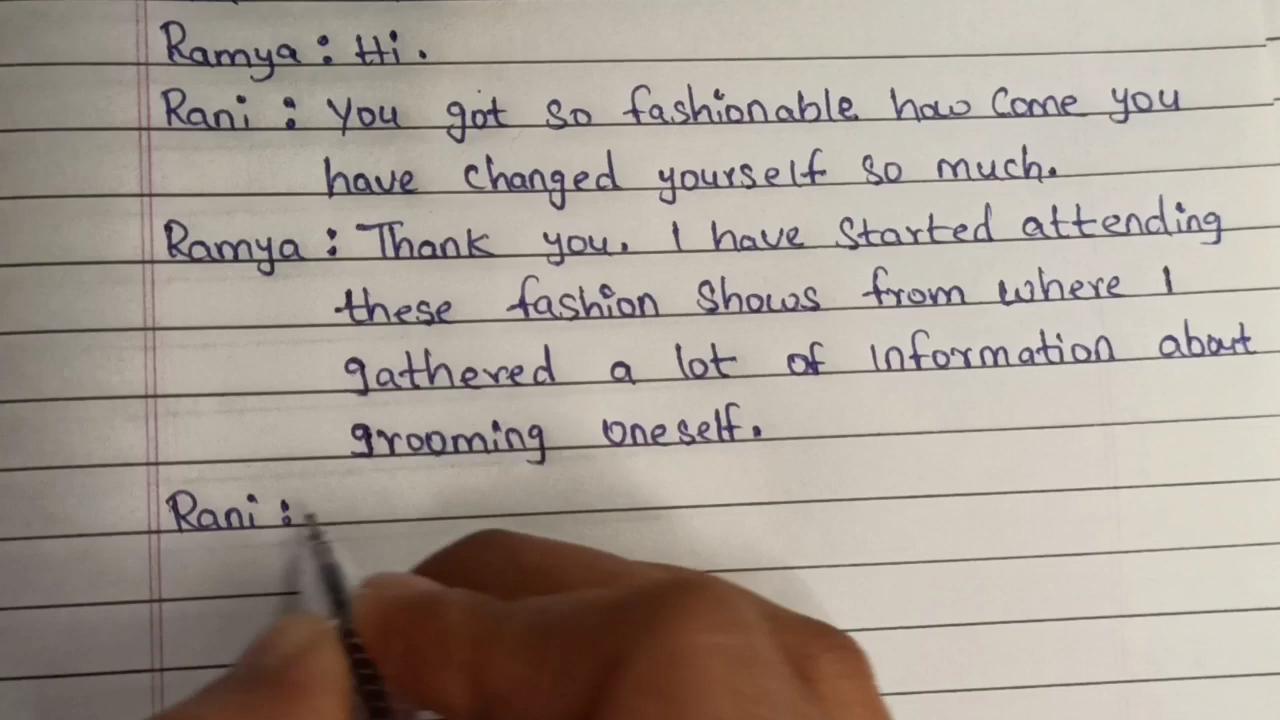 Ramya : Hi.
Rani : You got so fashionable how come you
have changed yourself so much.
Ramya : Thank you. I have started attending
these fashion shows from where I
gathered a lot of information about
grooming oneself.
Rani :